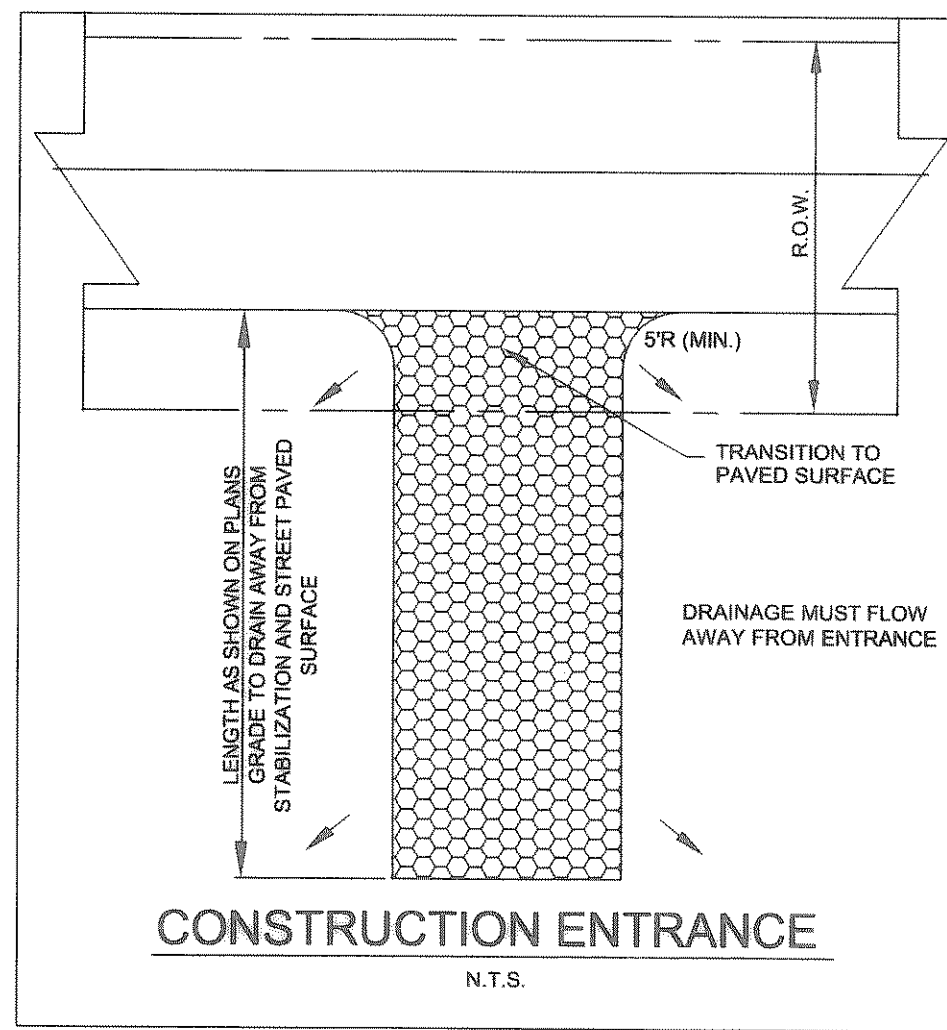 R.O.W.
5'R (MIN.)
TRANSITION TO
PAVED SURFACE
LENGTH AS SHOWN ON PLANS
GRADE TO DRAIN AWAY FROM
STABILIZATION AND STREET PAVED
SURFACE
DRAINAGE MUST FLOW
AWAY FROM ENTRANCE
CONSTRUCTION ENTRANCE
N.T.S.